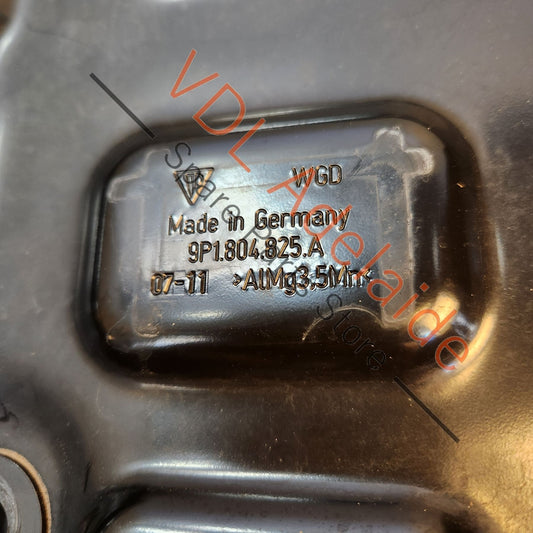 WGD
Made in Germany
9P1.804.825.A
07-11 >AlMg3,5Mn<
VDL Adelaide
Spare Parts Store